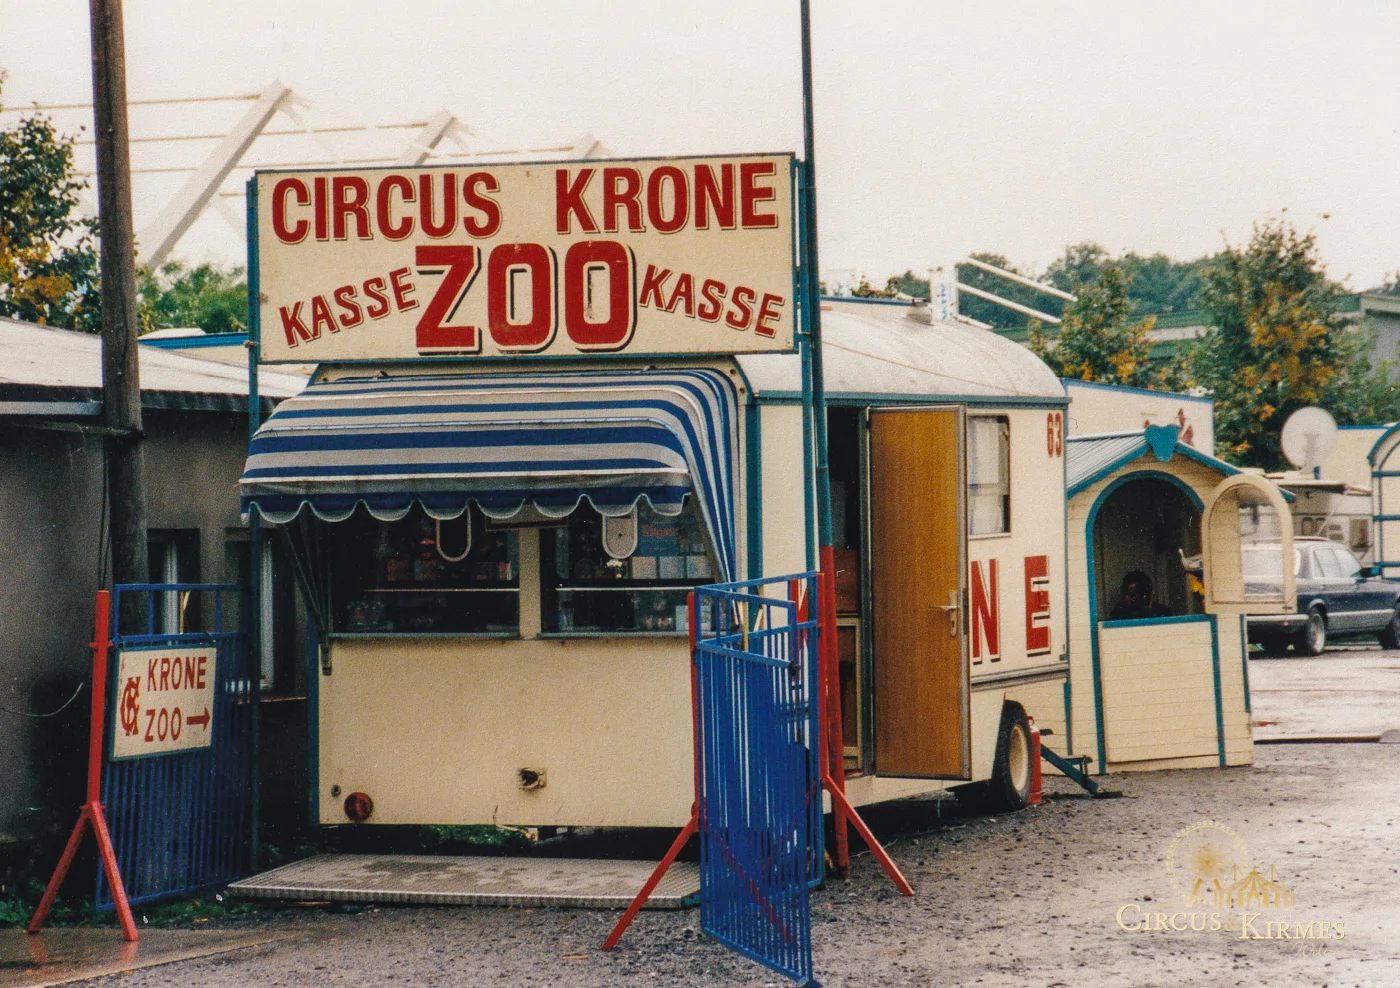 CIRCUS KRONE
KASSE ZOO KASSE
63
NE
KRONE
ZOO →
CIRCUS & KIRMES